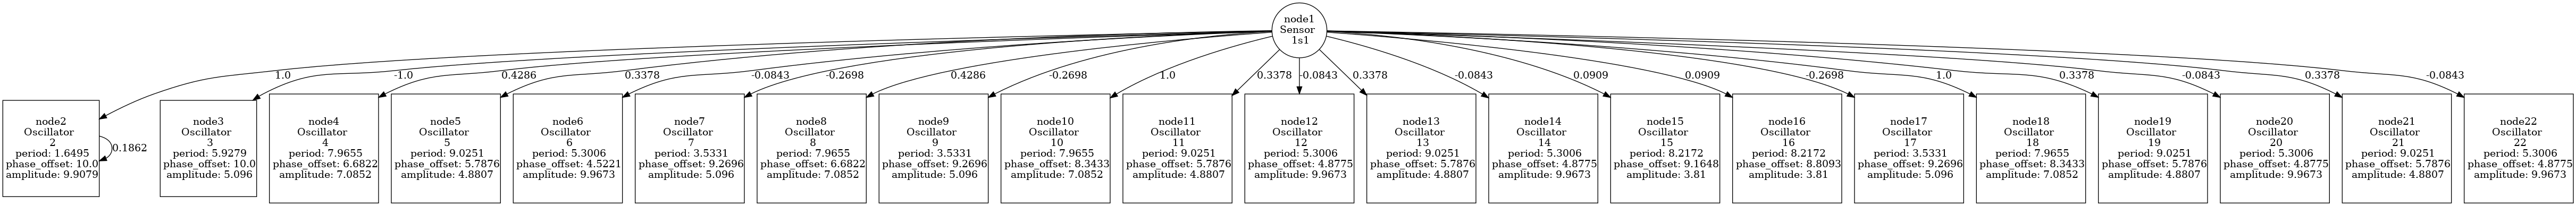 node1
Sensor
1s1
1.0
-1.0
0.4286
0.3378
-0.0843
-0.2698
0.4286
-0.2698
1.0
0.3378
-0.0843
0.3378
-0.0843
0.0909
0.0909
-0.2698
1.0
0.3378
-0.0843
0.3378
-0.0843
node2
Oscillator
2
period: 1.6495
phase_offset: 10.0
amplitude: 9.9079
0.1862
node3
Oscillator
3
period: 5.9279
phase_offset: 10.0
amplitude: 5.096
node4
Oscillator
4
period: 7.9655
phase_offset: 6.6822
amplitude: 7.0852
node5
Oscillator
5
period: 9.0251
phase_offset: 5.7876
amplitude: 4.8807
node6
Oscillator
6
period: 5.3006
phase_offset: 4.5221
amplitude: 9.9673
node7
Oscillator
7
period: 3.5331
phase_offset: 9.2696
amplitude: 5.096
node8
Oscillator
8
period: 7.9655
phase_offset: 6.6822
amplitude: 7.0852
node9
Oscillator
9
period: 3.5331
phase_offset: 9.2696
amplitude: 5.096
node10
Oscillator
10
period: 7.9655
phase_offset: 8.3433
amplitude: 7.0852
node11
Oscillator
11
period: 9.0251
phase_offset: 5.7876
amplitude: 4.8807
node12
Oscillator
12
period: 5.3006
phase_offset: 4.8775
amplitude: 9.9673
node13
Oscillator
13
period: 9.0251
phase_offset: 5.7876
amplitude: 4.8807
node14
Oscillator
14
period: 5.3006
phase_offset: 4.8775
amplitude: 9.9673
node15
Oscillator
15
period: 8.2172
phase_offset: 9.1648
amplitude: 3.81
node16
Oscillator
16
period: 8.2172
phase_offset: 8.8093
amplitude: 3.81
node17
Oscillator
17
period: 3.5331
phase_offset: 9.2696
amplitude: 5.096
node18
Oscillator
18
period: 7.9655
phase_offset: 8.3433
amplitude: 7.0852
node19
Oscillator
19
period: 9.0251
phase_offset: 5.7876
amplitude: 4.8807
node20
Oscillator
20
period: 5.3006
phase_offset: 4.8775
amplitude: 9.9673
node21
Oscillator
21
period: 9.0251
phase_offset: 5.7876
amplitude: 4.8807
node22
Oscillator
22
period: 5.3006
phase_offset: 4.8775
amplitude: 9.9673